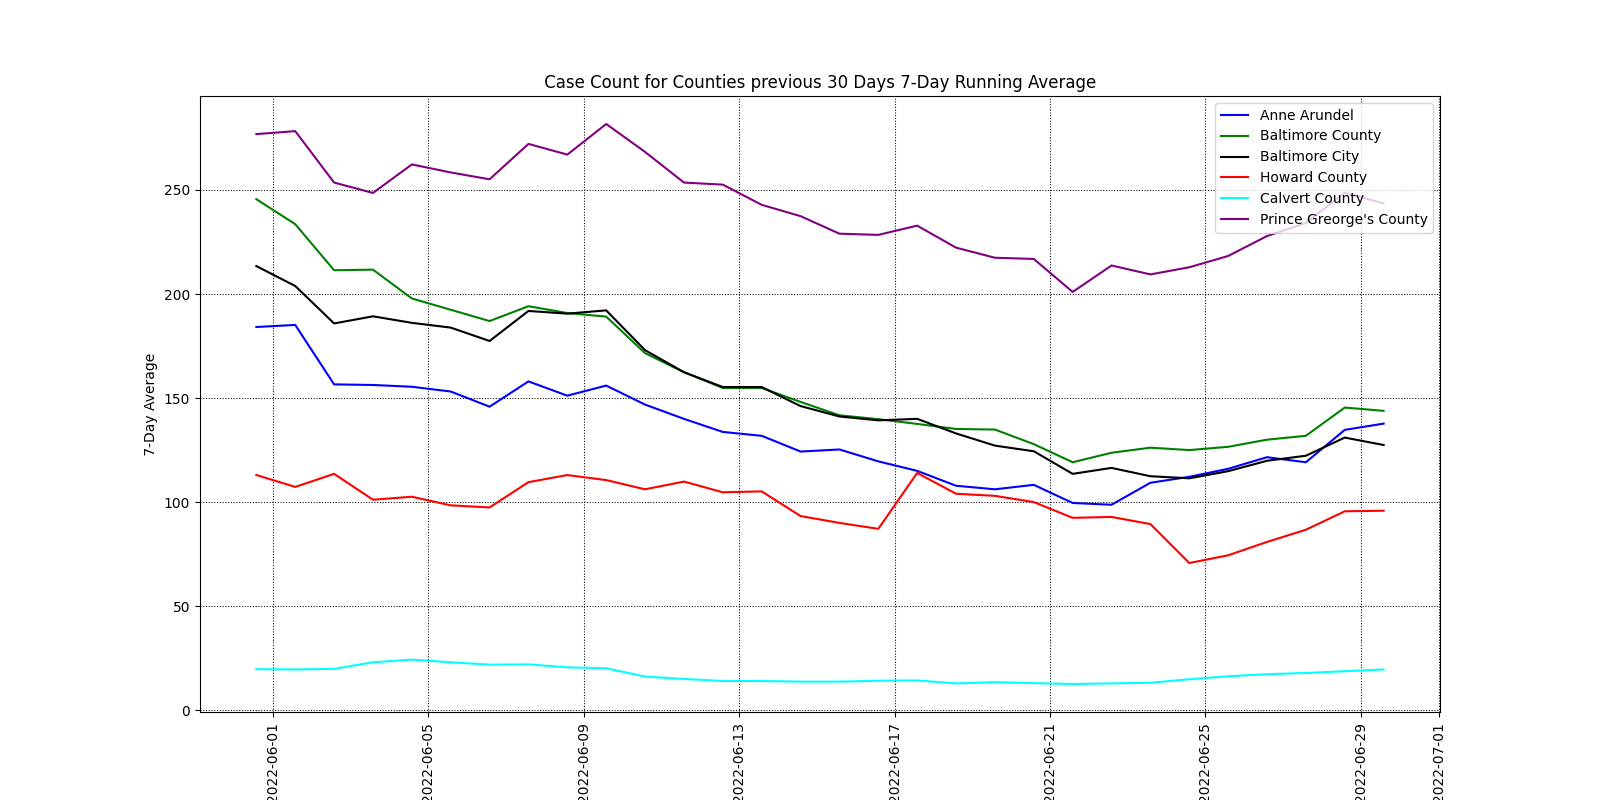 Case Count for Counties previous 30 Days 7-Day Running Average
Anne Arundel
Baltimore County
Baltimore City
Howard County
Calvert County
Prince Greorge's County
7-Day Average
250
200
150
100
50
0
2022-06-01
2022-06-05
2022-06-09
2022-06-13
2022-06-17
2022-06-21
2022-06-25
2022-06-29
2022-07-01